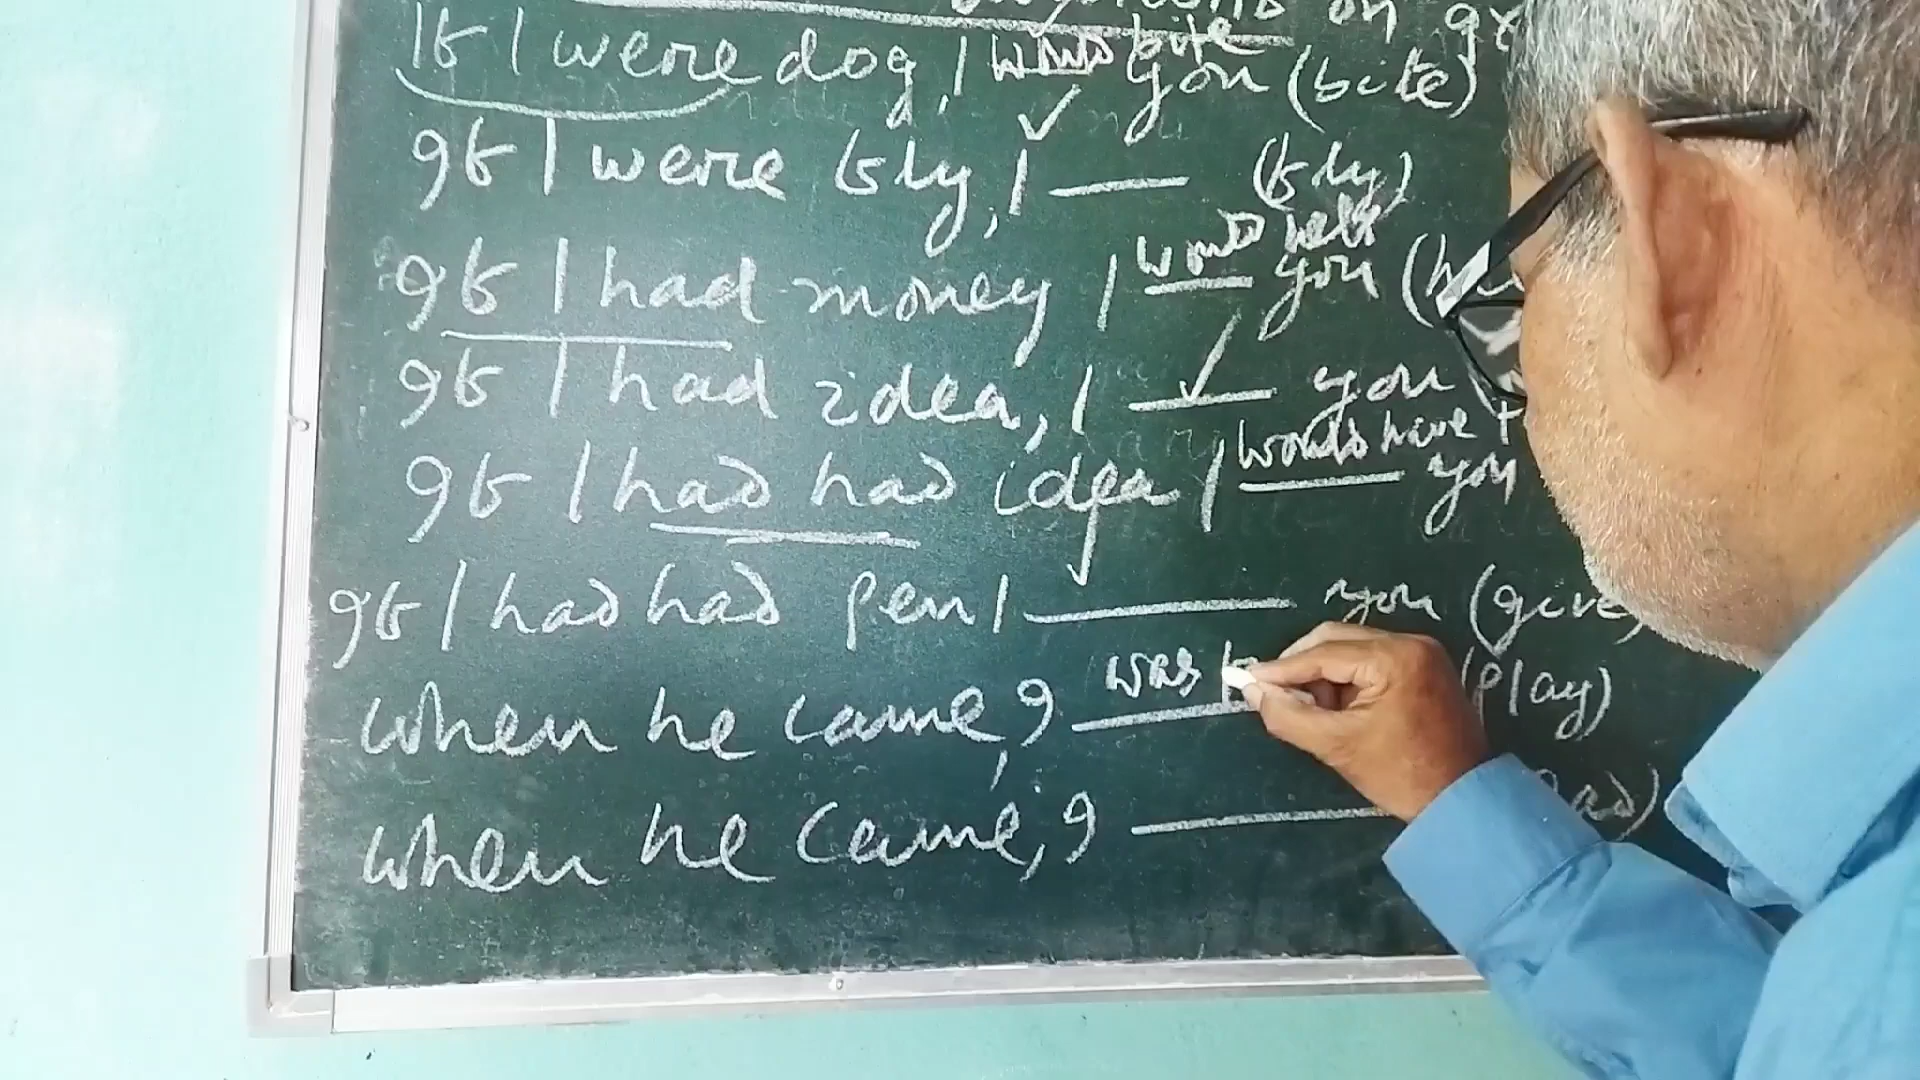 on
If I were dog, I would bite you (bite)
If I were fly, I ____ (fly)
If I had money I would help you
If I had idea, I ____ you
If I had had idea I would have you
If I had had pen I ____ you (give)
when he came, I was (play)
when he came, I ____